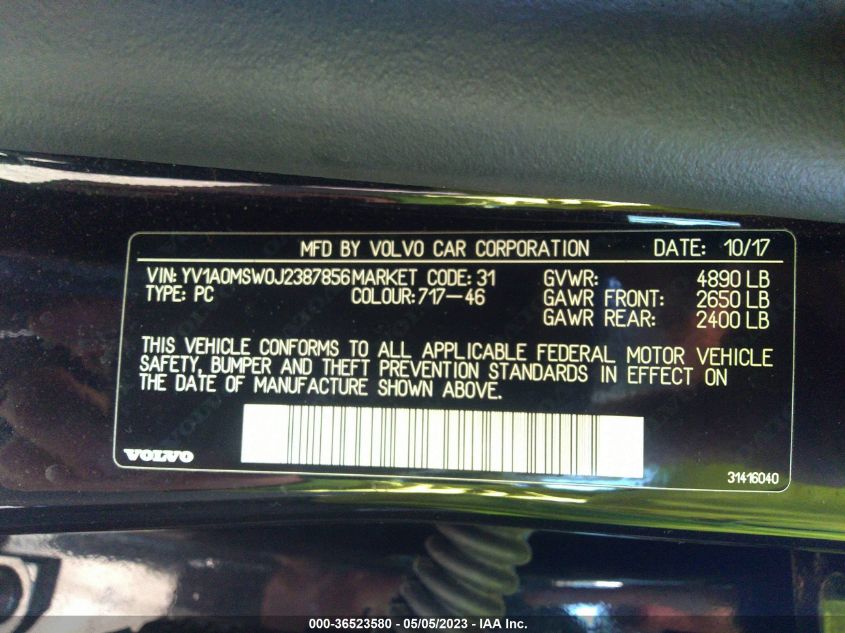 MFD BY VOLVO CAR CORPORATION DATE: 10/17
VIN: YV1A0MSW0J2387856 MARKET CODE: 31 GVWR: 4890 LB
TYPE: PC COLOUR: 717-46 GAWR FRONT: 2650 LB
GAWR REAR: 2400 LB
THIS VEHICLE CONFORMS TO ALL APPLICABLE FEDERAL MOTOR VEHICLE
SAFETY, BUMPER AND THEFT PREVENTION STANDARDS IN EFFECT ON
THE DATE OF MANUFACTURE SHOWN ABOVE.
VOLVO
31416040
000-36523580 - 05/05/2023 - IAA Inc.